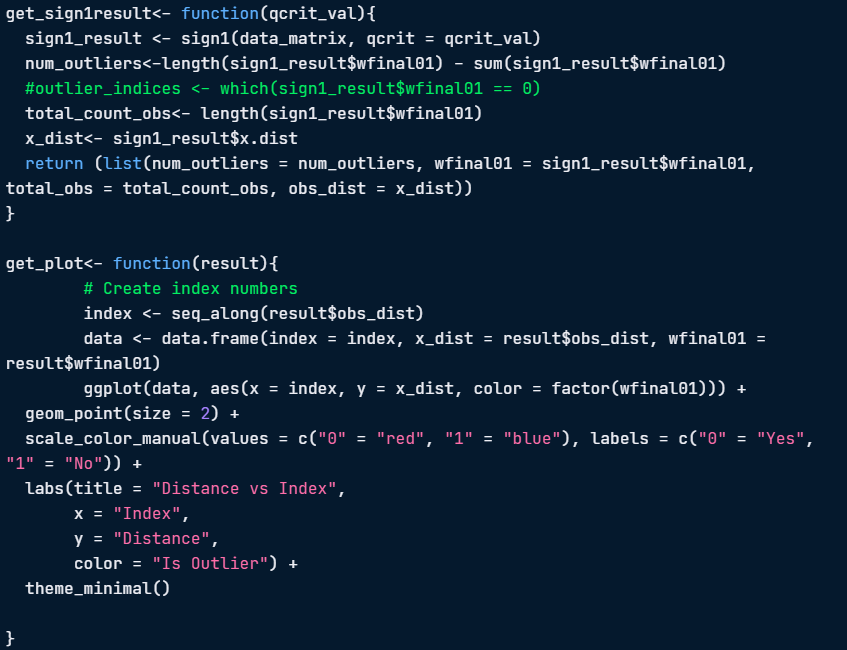 get_sign1result<- function(qcrit_val){
  sign1_result <- sign1(data_matrix, qcrit = qcrit_val)
  num_outliers<-length(sign1_result$wfinal01) - sum(sign1_result$wfinal01)
  #outlier_indices <- which(sign1_result$wfinal01 == 0)
  total_count_obs<- length(sign1_result$wfinal01)
  x_dist<- sign1_result$x.dist
  return (list(num_outliers = num_outliers, wfinal01 = sign1_result$wfinal01,
total_obs = total_count_obs, obs_dist = x_dist))
}

get_plot<- function(result){
        # Create index numbers
        index <- seq_along(result$obs_dist)
        data <- data.frame(index = index, x_dist = result$obs_dist, wfinal01 =
result$wfinal01)
        ggplot(data, aes(x = index, y = x_dist, color = factor(wfinal01))) +
  geom_point(size = 2) +
  scale_color_manual(values = c("0" = "red", "1" = "blue"), labels = c("0" = "Yes",
"1" = "No")) +
  labs(title = "Distance vs Index",
       x = "Index",
       y = "Distance",
       color = "Is Outlier") +
  theme_minimal()

}